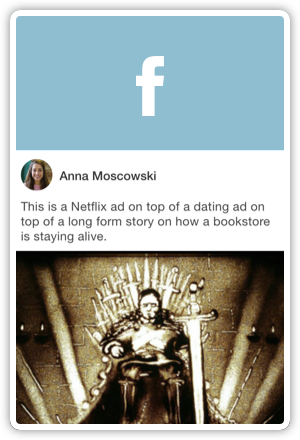 f
Anna Moscowski
This is a Netflix ad on top of a dating ad on
top of a long form story on how a bookstore
is staying alive.